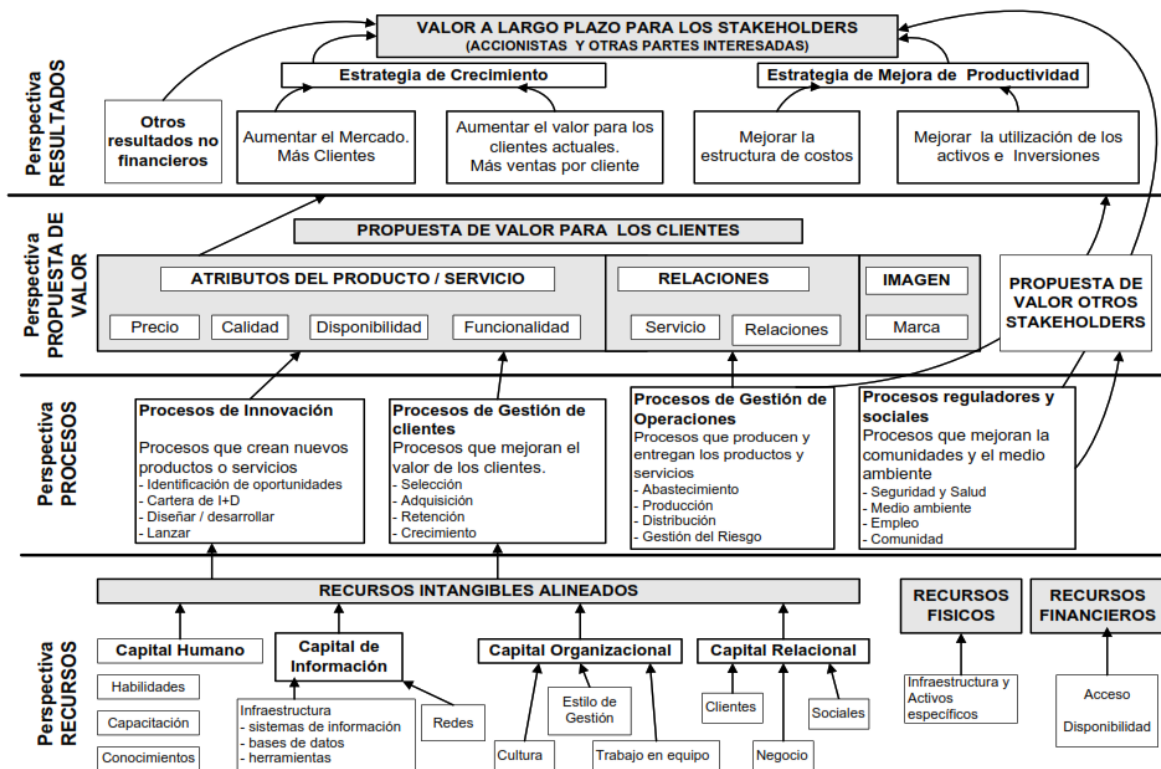 VALOR A LARGO PLAZO PARA LOS STAKEHOLDERS
(ACCIONISTAS Y OTRAS PARTES INTERESADAS)
Perspectiva
RESULTADOS
Estrategia de Crecimiento
Estrategia de Mejora de Productividad
Otros
resultados no
financieros
Aumentar el Mercado.
Más Clientes
Aumentar el valor para los
clientes actuales.
Más ventas por cliente
Mejorar la
estructura de costos
Mejorar la utilización de los
activos e Inversiones
Perspectiva
PROPUESTA DE
VALOR
PROPUESTA DE VALOR PARA LOS CLIENTES
ATRIBUTOS DEL PRODUCTO / SERVICIO
Precio
Calidad
Disponibilidad
Funcionalidad
RELACIONES
Servicio
Relaciones
IMAGEN
Marca
PROPUESTA DE
VALOR OTROS
STAKEHOLDERS
Perspectiva
PROCESOS
Procesos de Innovación
Procesos que crean nuevos
productos o servicios
- Identificación de oportunidades
- Cartera de I+D
- Diseñar / desarrollar
- Lanzar
Procesos de Gestión de
clientes
Procesos que mejoran el
valor de los clientes.
- Selección
- Adquisición
- Retención
- Crecimiento
Procesos de Gestión de
Operaciones
Procesos que producen y
entregan los productos y
servicios
- Abastecimiento
- Producción
- Distribución
- Gestión del Riesgo
Procesos reguladores y
sociales
Procesos que mejoran la
comunidades y el medio
ambiente
- Seguridad y Salud
- Medio ambiente
- Empleo
- Comunidad
Perspectiva
RECURSOS
RECURSOS INTANGIBLES ALINEADOS
Capital Humano
Habilidades
Capacitación
Conocimientos
Capital de
Información
Infraestructura
- sistemas de información
- bases de datos
- herramientas
Redes
Capital Organizacional
Cultura
Estilo de
Gestión
Trabajo en equipo
Capital Relacional
Clientes
Negocio
Sociales
RECURSOS
FISICOS
Infraestructura y
Activos
específicos
RECURSOS
FINANCIEROS
Acceso
Disponibilidad